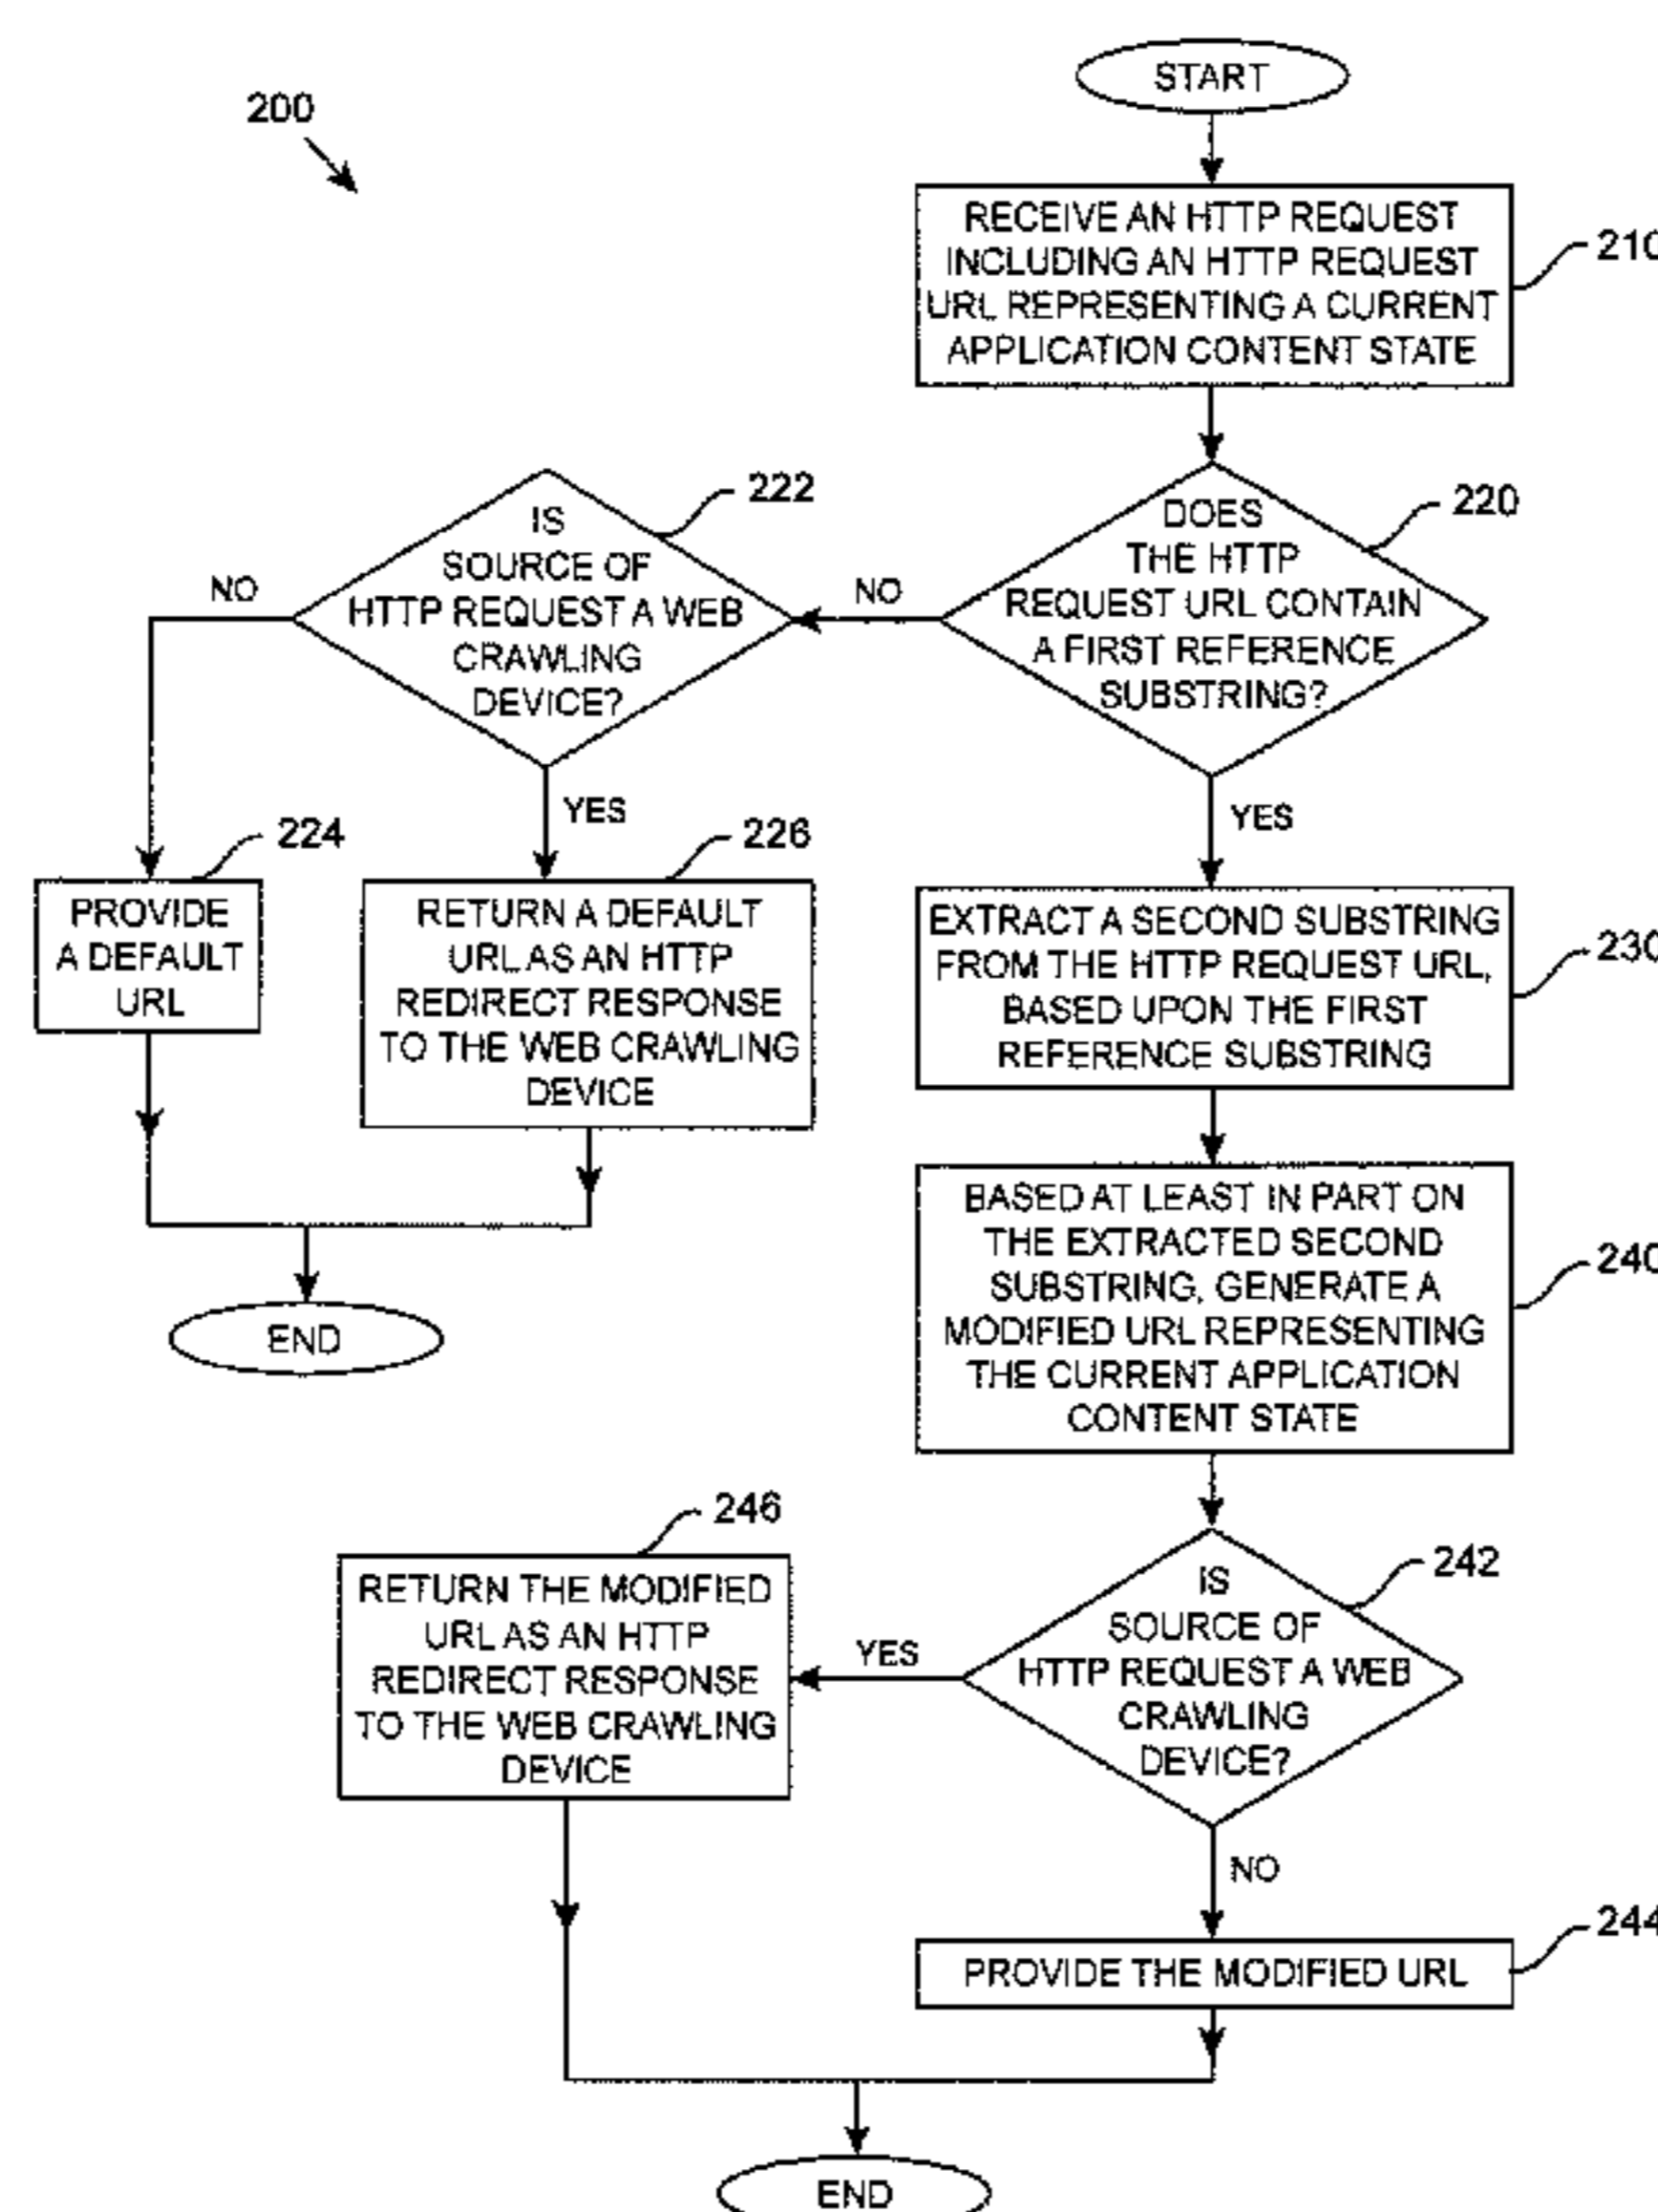 200
START
RECEIVE AN HTTP REQUEST
INCLUDING AN HTTP REQUEST
URL REPRESENTING A CURRENT
APPLICATION CONTENT STATE
210
DOES
THE HTTP
REQUEST URL CONTAIN
A FIRST REFERENCE
SUBSTRING?
220
NO
IS
SOURCE OF
HTTP REQUEST A WEB
CRAWLING
DEVICE?
222
NO
YES
YES
PROVIDE
A DEFAULT
URL
224
RETURN A DEFAULT
URL AS AN HTTP
REDIRECT RESPONSE
TO THE WEB CRAWLING
DEVICE
226
END
EXTRACT A SECOND SUBSTRING
FROM THE HTTP REQUEST URL,
BASED UPON THE FIRST
REFERENCE SUBSTRING
230
BASED AT LEAST IN PART ON
THE EXTRACTED SECOND
SUBSTRING, GENERATE A
MODIFIED URL REPRESENTING
THE CURRENT APPLICATION
CONTENT STATE
240
IS
SOURCE OF
HTTP REQUEST A WEB
CRAWLING
DEVICE?
242
YES
RETURN THE MODIFIED
URL AS AN HTTP
REDIRECT RESPONSE
TO THE WEB CRAWLING
DEVICE
246
NO
PROVIDE THE MODIFIED URL
244
END